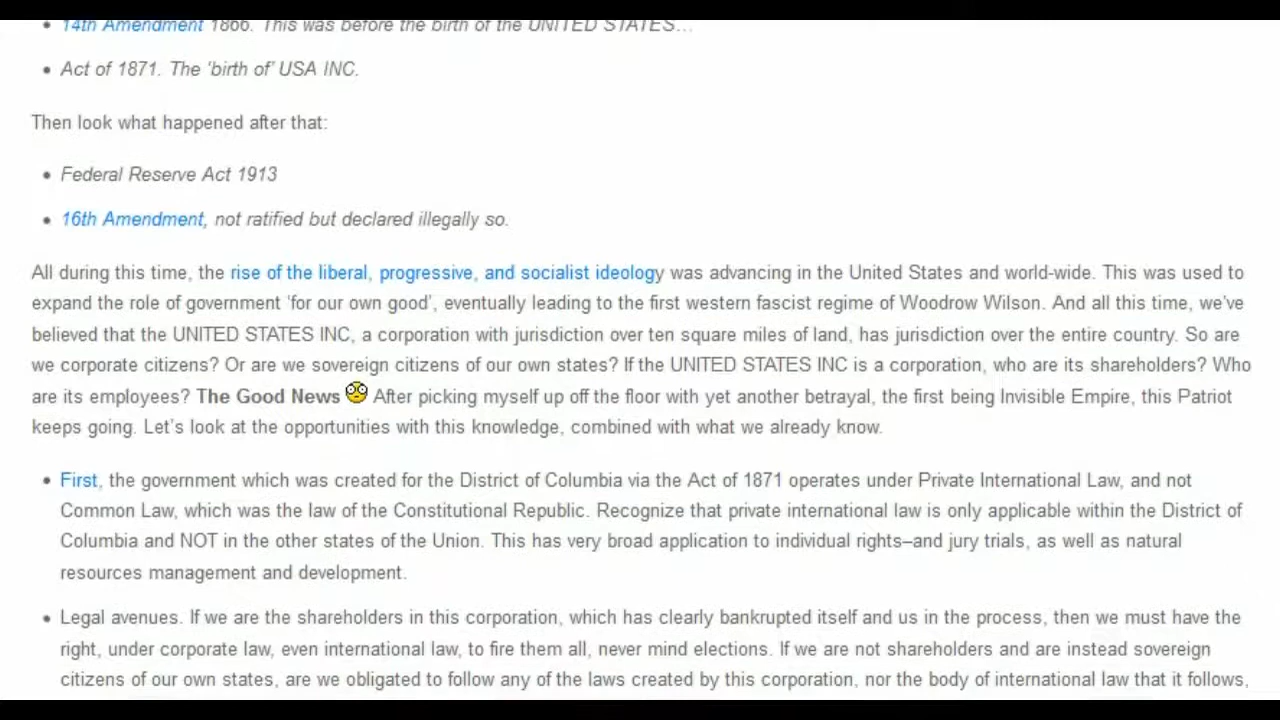 • 14th Amendment 1866. This was before the birth of the UNITED STATES…
• Act of 1871. The ‘birth of’ USA INC.
Then look what happened after that:
• Federal Reserve Act 1913
• 16th Amendment, not ratified but declared illegally so.
All during this time, the rise of the liberal, progressive, and socialist ideology was advancing in the United States and world-wide. This was used to
expand the role of government ‘for our own good’, eventually leading to the first western fascist regime of Woodrow Wilson. And all this time, we’ve
believed that the UNITED STATES INC, a corporation with jurisdiction over ten square miles of land, has jurisdiction over the entire country. So are
we corporate citizens? Or are we sovereign citizens of our own states? If the UNITED STATES INC is a corporation, who are its shareholders? Who
are its employees? The Good News After picking myself up off the floor with yet another betrayal, the first being Invisible Empire, this Patriot
keeps going. Let’s look at the opportunities with this knowledge, combined with what we already know.
• First, the government which was created for the District of Columbia via the Act of 1871 operates under Private International Law, and not
Common Law, which was the law of the Constitutional Republic. Recognize that private international law is only applicable within the District of
Columbia and NOT in the other states of the Union. This has very broad application to individual rights–and jury trials, as well as natural
resources management and development.
• Legal avenues. If we are the shareholders in this corporation, which has clearly bankrupted itself and us in the process, then we must have the
right, under corporate law, even international law, to fire them all, never mind elections. If we are not shareholders and are instead sovereign
citizens of our own states, are we obligated to follow any of the laws created by this corporation, nor the body of international law that it follows,